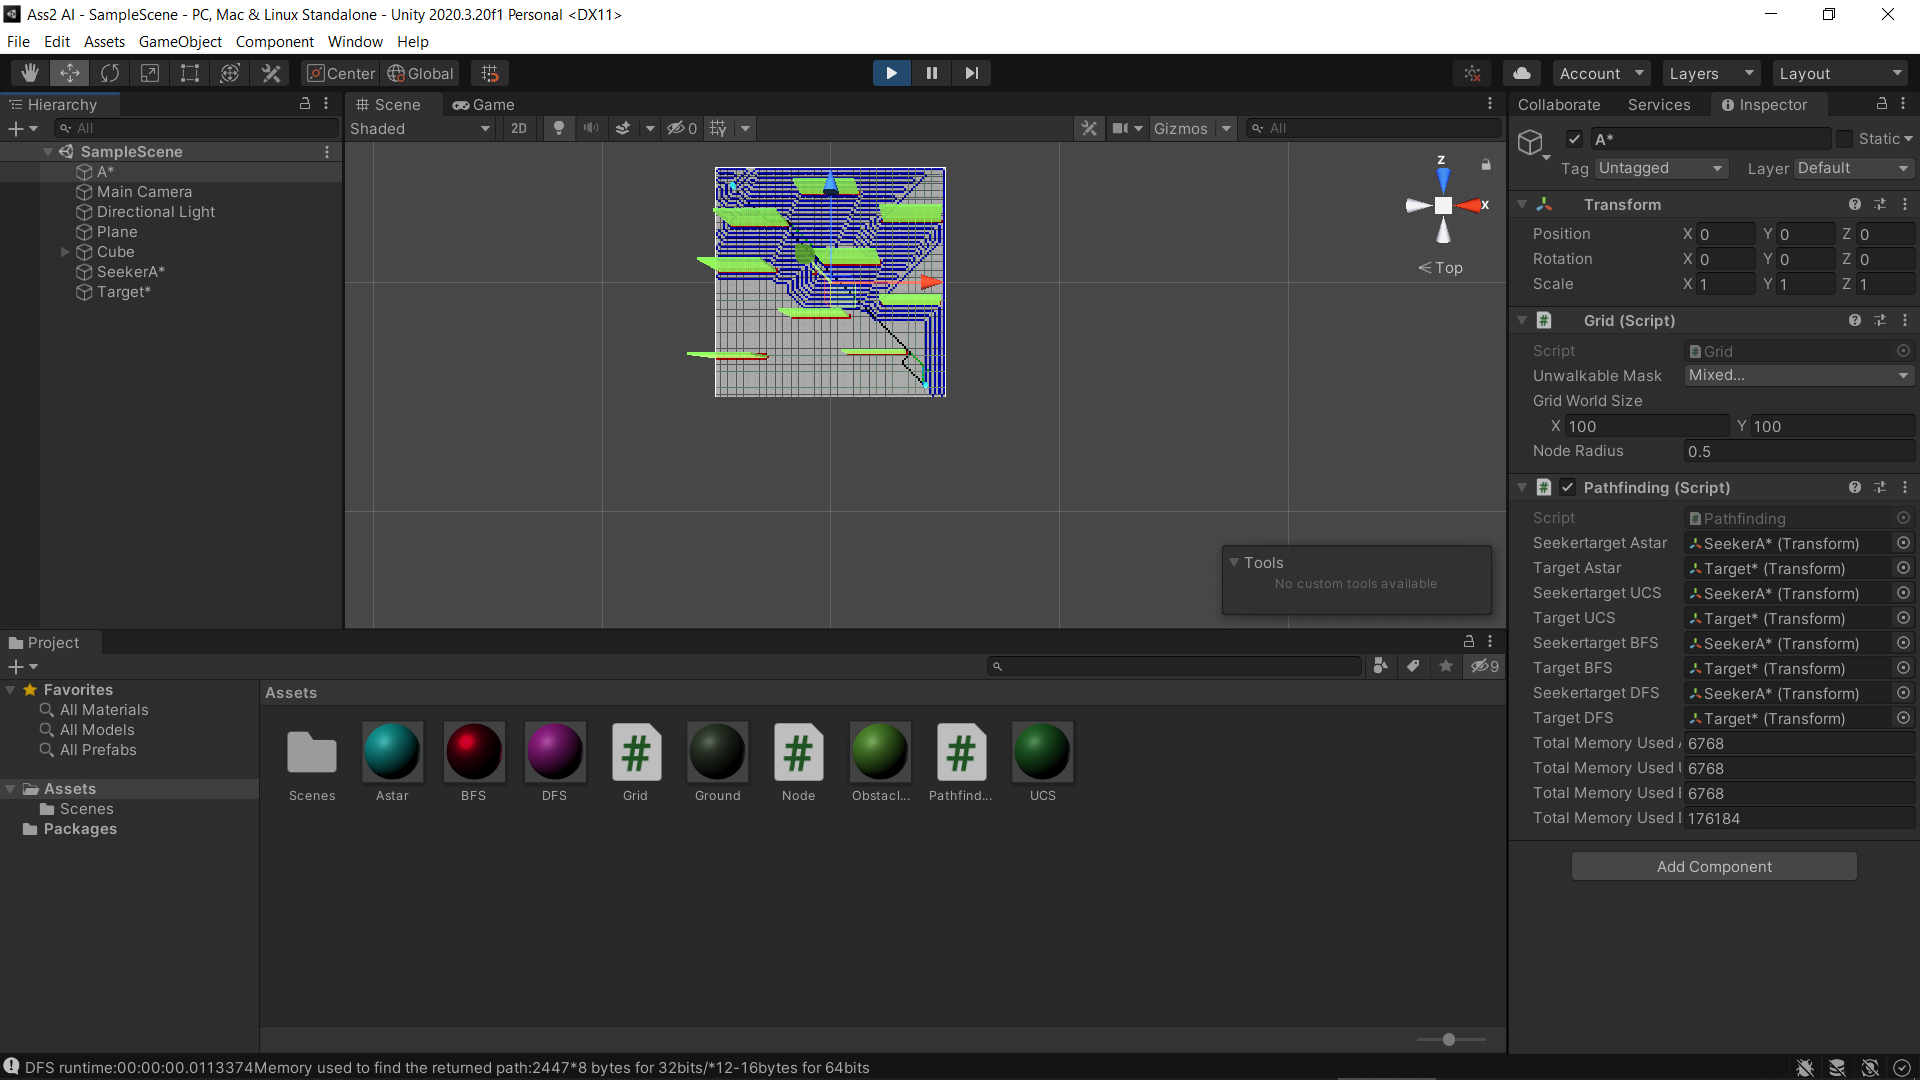 Ass2 AI - SampleScene - PC, Mac & Linux Standalone - Unity 2020.3.20f1 Personal <DX11>
File Edit Assets GameObject Component Window Help
Center Global
Account Layers Layout
Hierarchy
All
SampleScene
A*
Main Camera
Directional Light
Plane
Cube
SeekerA*
Target*
Scene Game
Shaded 2D 0 Gizmos All
z
x
Top
Tools
No custom tools available
Collaborate Services Inspector
A* Static
Tag Untagged Layer Default
Transform
Position X 0 Y 0 Z 0
Rotation X 0 Y 0 Z 0
Scale X 1 Y 1 Z 1
Grid (Script)
Script Grid
Unwalkable Mask Mixed...
Grid World Size
X 100 Y 100
Node Radius 0.5
Pathfinding (Script)
Script Pathfinding
Seekertarget Astar SeekerA* (Transform)
Target Astar Target* (Transform)
Seekertarget UCS SeekerA* (Transform)
Target UCS Target* (Transform)
Seekertarget BFS SeekerA* (Transform)
Target BFS Target* (Transform)
Seekertarget DFS SeekerA* (Transform)
Target DFS Target* (Transform)
Total Memory Used 6768
Total Memory Used 6768
Total Memory Used 6768
Total Memory Used 176184
Add Component
Project
9
Favorites
All Materials
All Models
All Prefabs
Assets
Scenes
Packages
Assets
Scenes Astar BFS DFS Grid Ground Node Obstacl... Pathfind... UCS
DFS runtime:00:00:00.0113374Memory used to find the returned path:2447*8 bytes for 32bits/*12-16bytes for 64bits